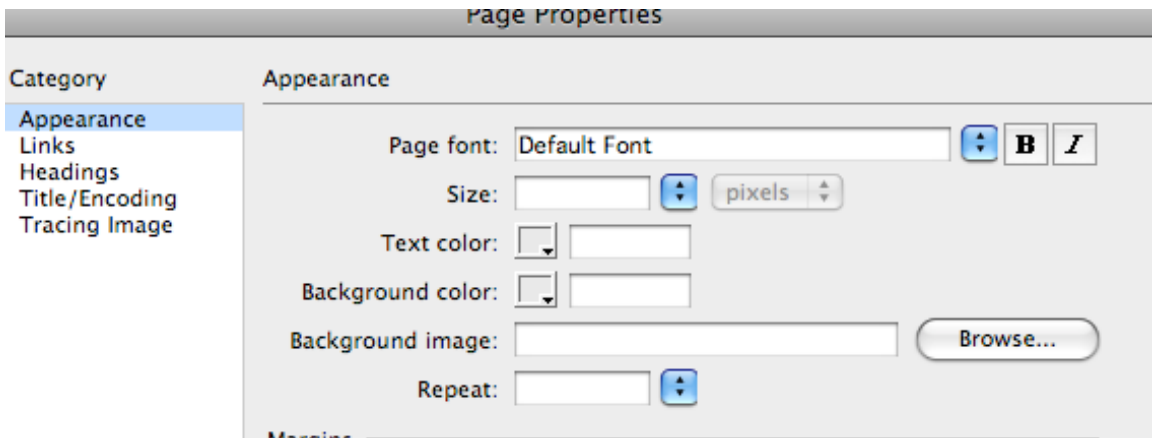 Page Properties
Category
Appearance
Links
Headings
Title/Encoding
Tracing Image
Appearance
Page font: Default Font B I
Size: pixels
Text color:
Background color:
Background image: Browse...
Repeat:
Margins